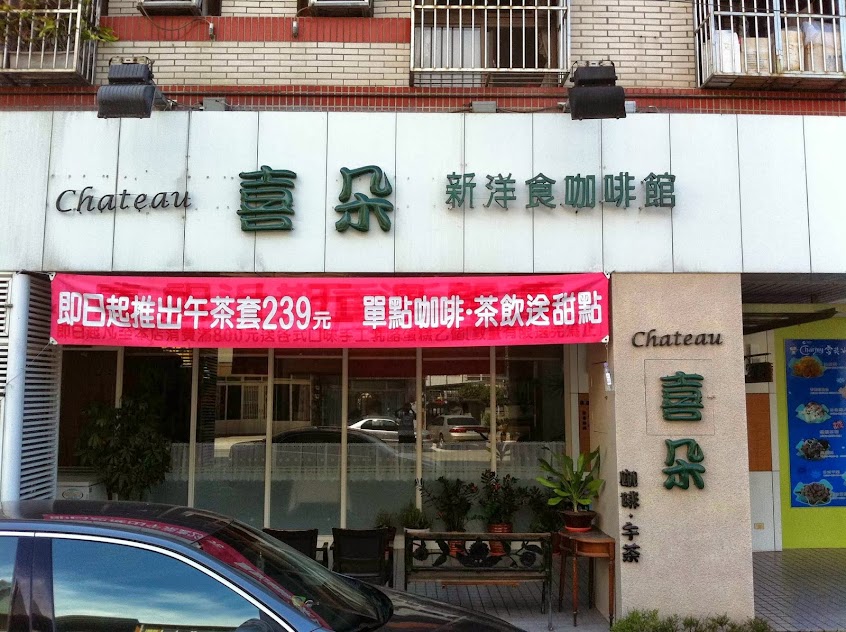 Chateau 喜朵 新洋食咖啡館
即日起推出午茶套239元 單點咖啡·茶飲送甜點
Chateau
喜朵
咖啡·午茶